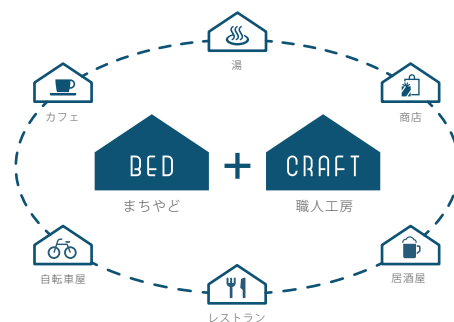 湯
カフェ
商店
BED
+
CRAFT
まちやど
職人工房
自転車屋
居酒屋
レストラン